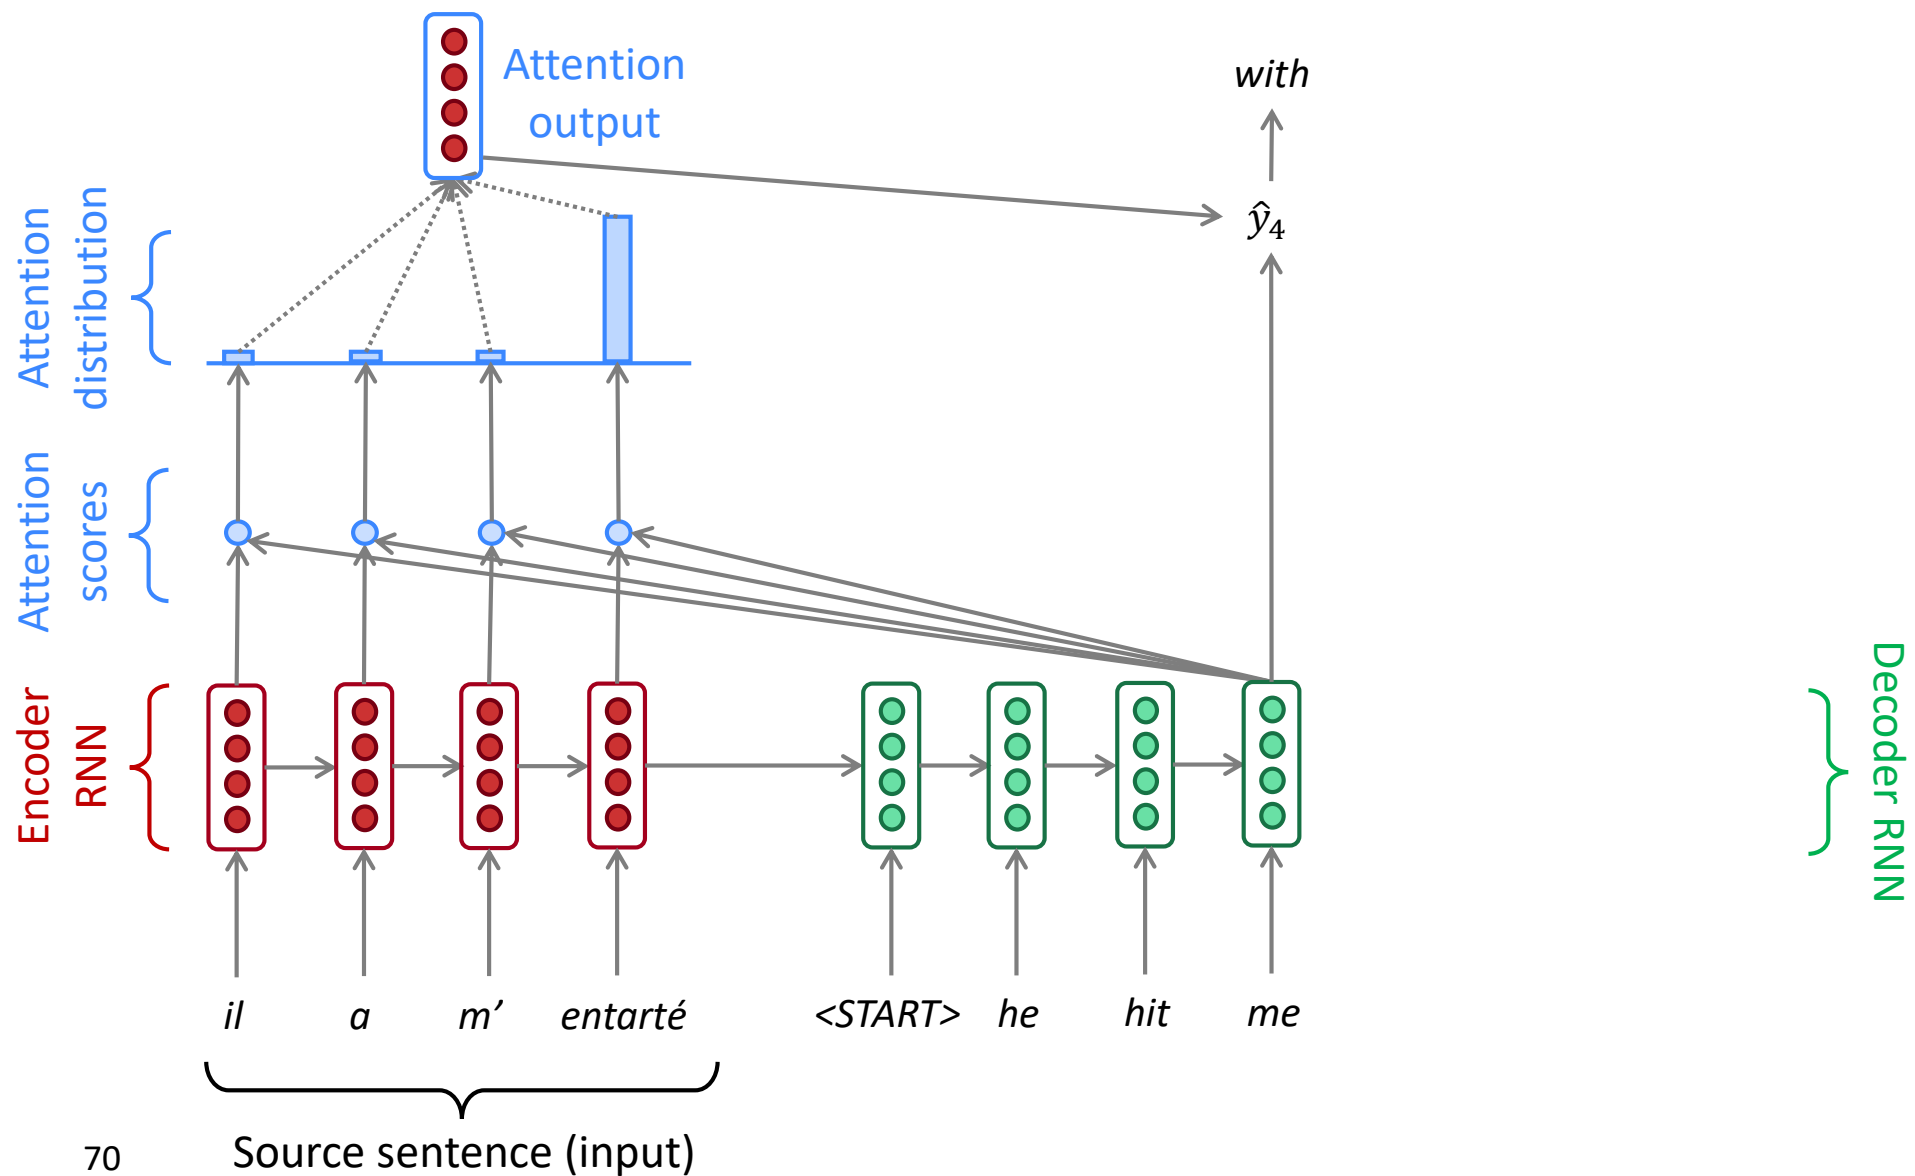 Attention
output
with
ŷ₄
Attention
distribution
Attention
scores
Encoder
RNN
Decoder RNN
il a m’ entarté <START> he hit me
Source sentence (input)
70